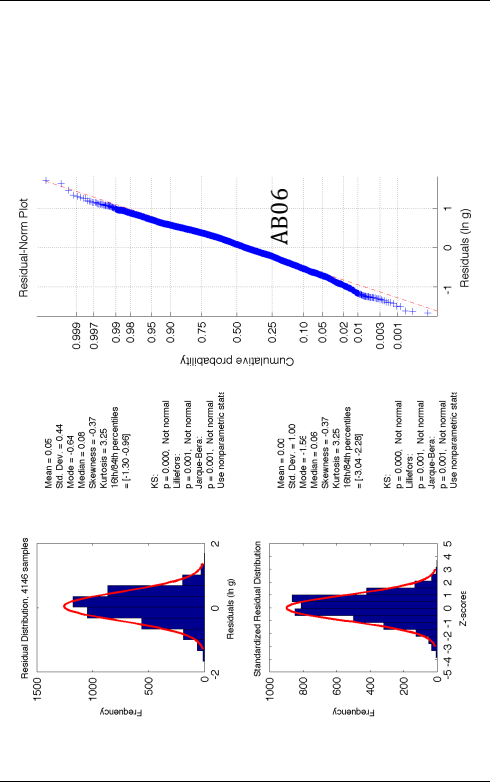 Residual Distribution, 4146 samples
1500
1000
500
0
Frequency
-2
0
2
Residuals (ln g)
Mean = 0.05
Std. Dev. = 0.44
Mode = -0.64
Median = 0.08
Skewness = -0.37
Kurtosis = 3.25
16th/84th percentiles
= [-1.30 -0.96]
KS:
p = 0.000, Not normal
Lilliefors:
p = 0.001, Not normal
Jarque-Bera:
p = 0.001, Not normal
Use nonparametric stats
Residual-Norm Plot
0.999
0.997
0.99
0.98
0.95
0.90
0.75
0.50
0.25
0.10
0.05
0.02
0.01
0.003
0.001
Cumulative probability
-1
0
1
Residuals (ln g)
AB06
Standardized Residual Distribution
1000
800
600
400
200
0
Frequency
-5 -4 -3 -2 -1 0 1 2 3 4 5
Z-scores
Mean = 0.00
Std. Dev. = 1.00
Mode = -1.56
Median = 0.06
Skewness = -0.37
Kurtosis = 3.25
16th/84th percentiles
= [-3.04 -2.28]
KS:
p = 0.000, Not normal
Lilliefors:
p = 0.001, Not normal
Jarque-Bera:
p = 0.001, Not normal
Use nonparametric stats